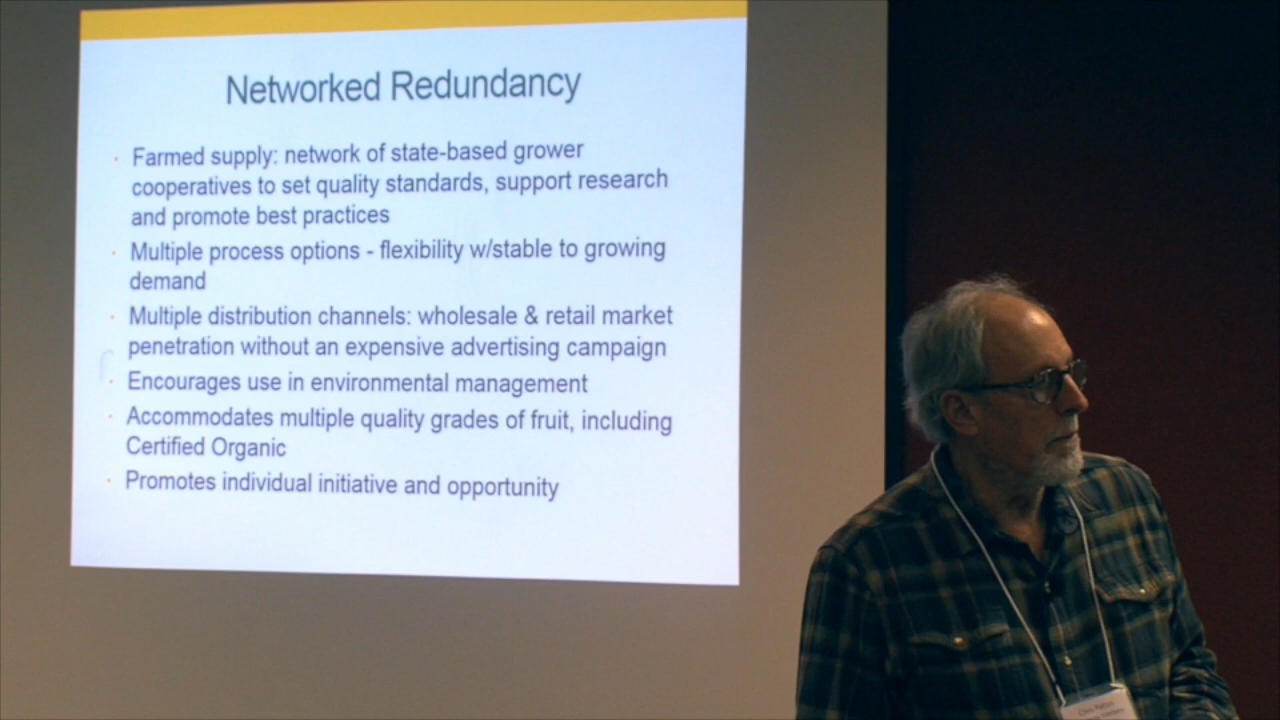 Networked Redundancy
· Farmed supply: network of state-based grower
cooperatives to set quality standards, support research
and promote best practices
· Multiple process options - flexibility w/stable to growing
demand
· Multiple distribution channels: wholesale & retail market
penetration without an expensive advertising campaign
· Encourages use in environmental management
· Accommodates multiple quality grades of fruit, including
Certified Organic
· Promotes individual initiative and opportunity
Chris Patton